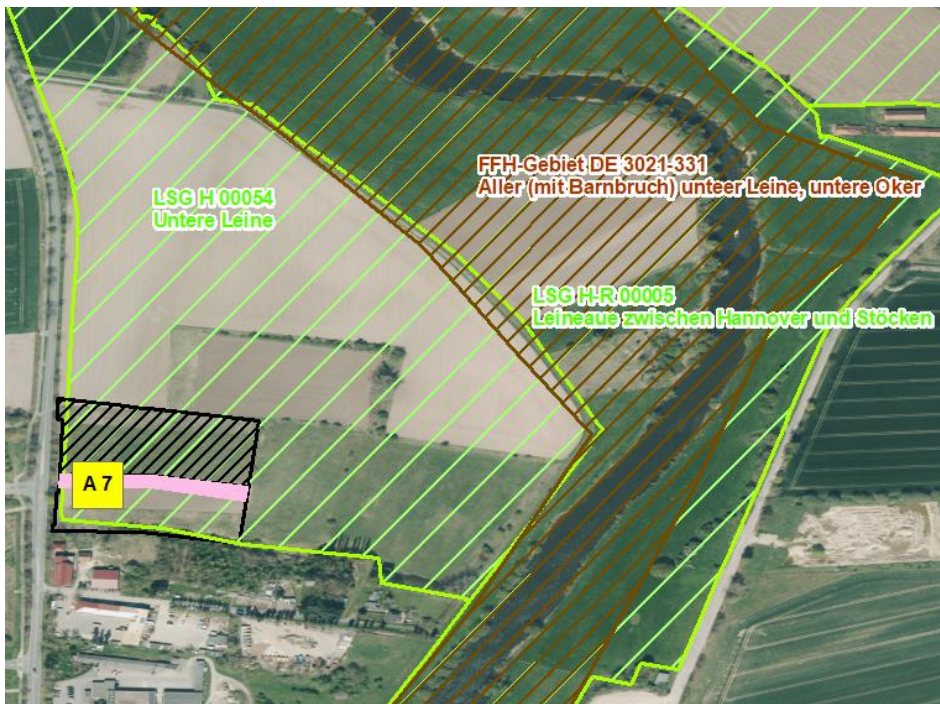 FFH-Gebiet DE 3021-331
Aller (mit Barnbruch) unteer Leine, untere Oker
LSG H 00054
Untere Leine
LSG H-R 00005
Leineaue zwischen Hannover und Stöcken
A 7